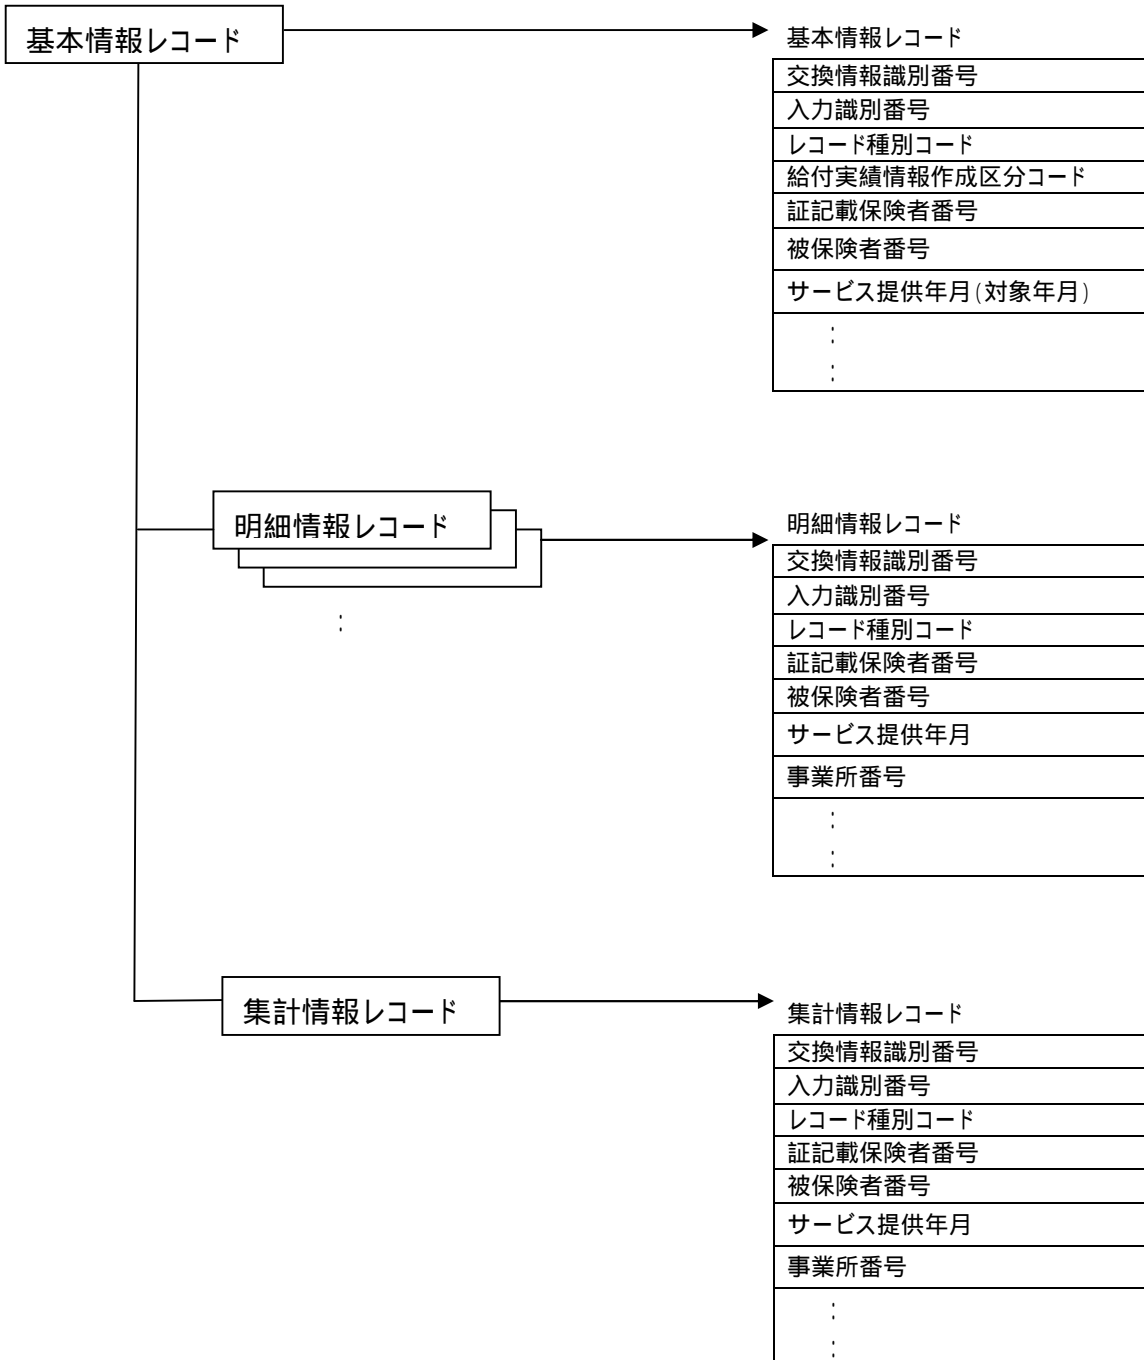 基本情報レコード
基本情報レコード
交換情報識別番号
入力識別番号
レコード種別コード
給付実績情報作成区分コード
証記載保険者番号
被保険者番号
サービス提供年月(対象年月)
:
:
明細情報レコード
:
明細情報レコード
交換情報識別番号
入力識別番号
レコード種別コード
証記載保険者番号
被保険者番号
サービス提供年月
事業所番号
:
:
集計情報レコード
集計情報レコード
交換情報識別番号
入力識別番号
レコード種別コード
証記載保険者番号
被保険者番号
サービス提供年月
事業所番号
:
: